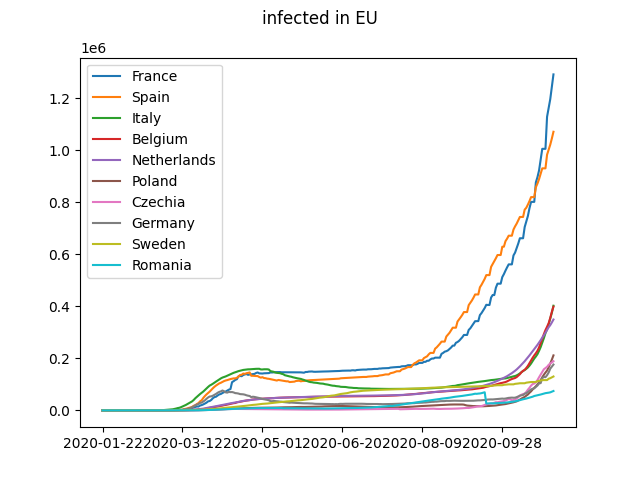 infected in EU
1e6
1.2
1.0
0.8
0.6
0.4
0.2
0.0
France
Spain
Italy
Belgium
Netherlands
Poland
Czechia
Germany
Sweden
Romania
2020-01-22 2020-03-12 2020-05-01 2020-06-20 2020-08-09 2020-09-28